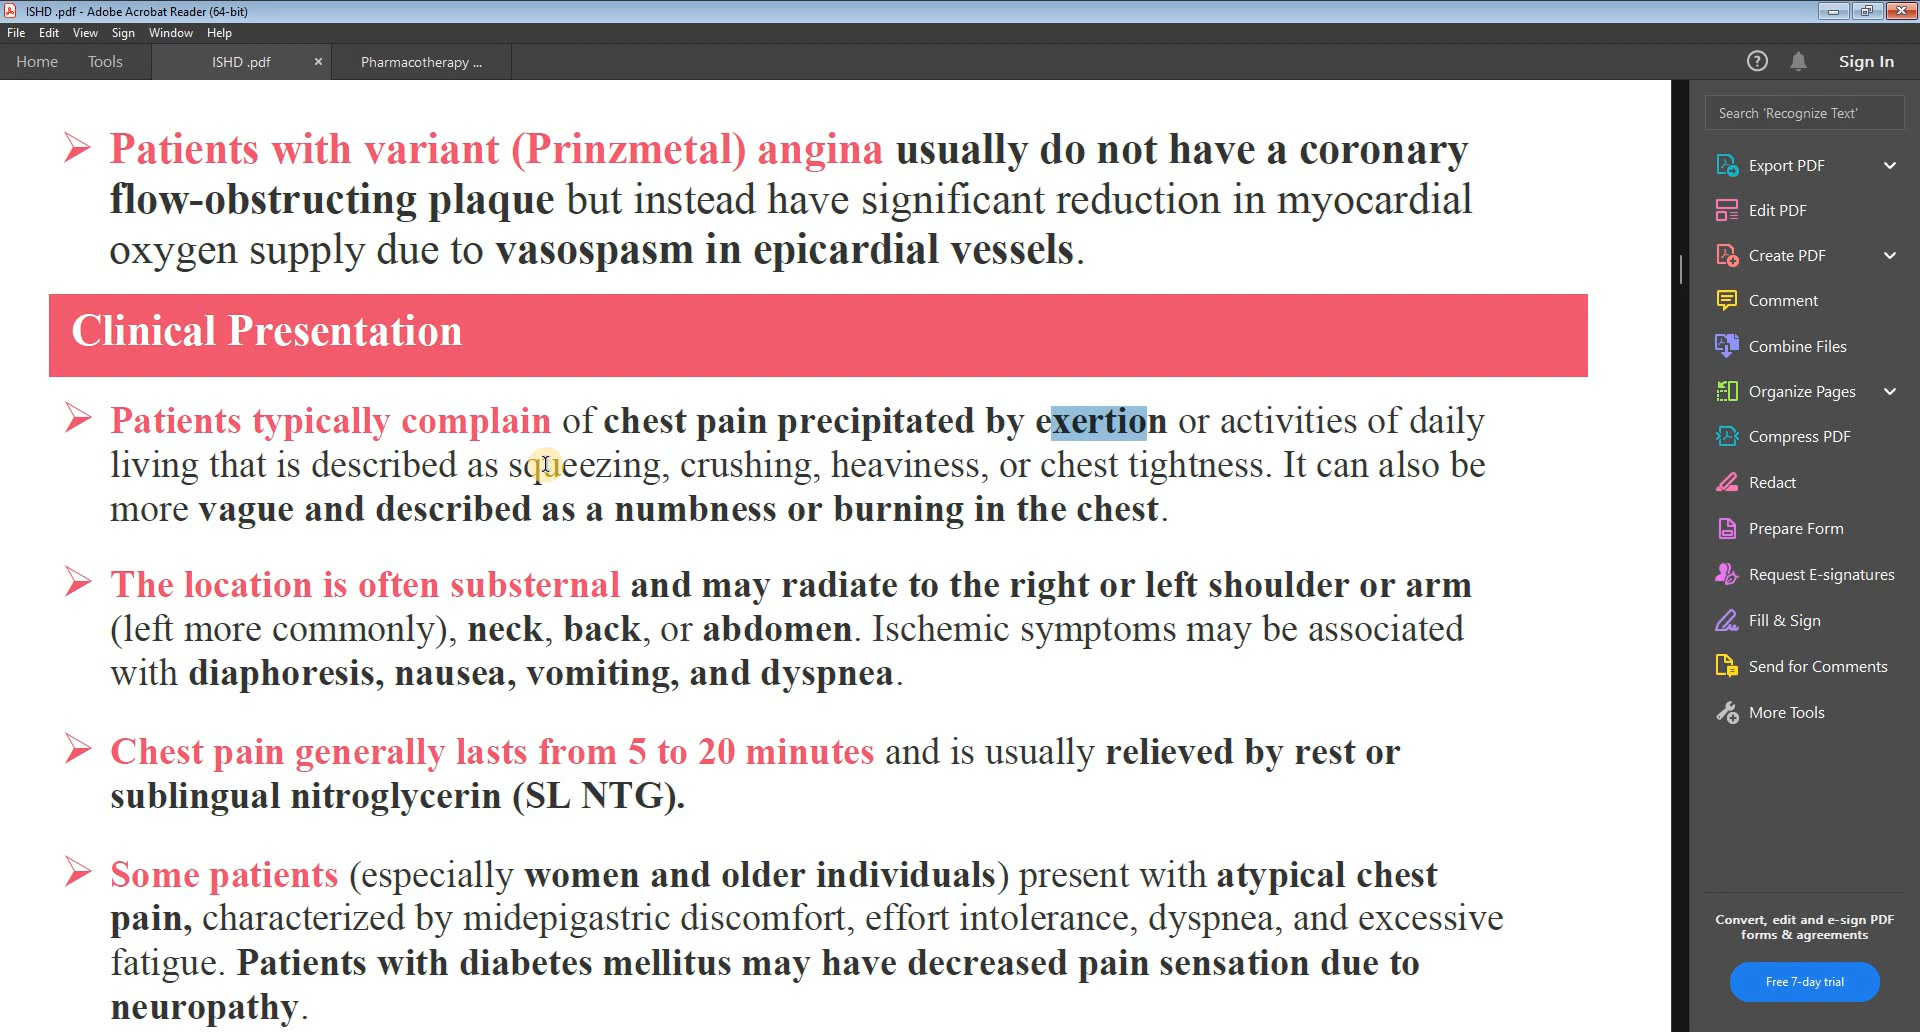 ISHD .pdf - Adobe Acrobat Reader (64-bit)
File Edit View Sign Window Help
Home Tools ISHD .pdf × Pharmacotherapy ... Sign In
Patients with variant (Prinzmetal) angina usually do not have a coronary
flow-obstructing plaque but instead have significant reduction in myocardial
oxygen supply due to vasospasm in epicardial vessels.
Clinical Presentation
Patients typically complain of chest pain precipitated by exertion or activities of daily
living that is described as squeezing, crushing, heaviness, or chest tightness. It can also be
more vague and described as a numbness or burning in the chest.
The location is often substernal and may radiate to the right or left shoulder or arm
(left more commonly), neck, back, or abdomen. Ischemic symptoms may be associated
with diaphoresis, nausea, vomiting, and dyspnea.
Chest pain generally lasts from 5 to 20 minutes and is usually relieved by rest or
sublingual nitroglycerin (SL NTG).
Some patients (especially women and older individuals) present with atypical chest
pain, characterized by midepigastric discomfort, effort intolerance, dyspnea, and excessive
fatigue. Patients with diabetes mellitus may have decreased pain sensation due to
neuropathy.
Search 'Recognize Text'
Export PDF
Edit PDF
Create PDF
Comment
Combine Files
Organize Pages
Compress PDF
Redact
Prepare Form
Request E-signatures
Fill & Sign
Send for Comments
More Tools
Convert, edit and e-sign PDF
forms & agreements
Free 7-day trial